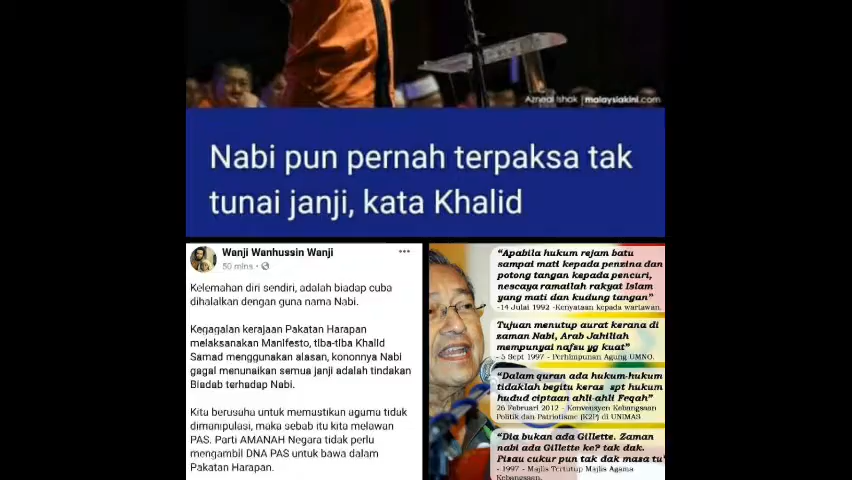 Azneal Ishak | malaysiakini.com
Nabi pun pernah terpaksa tak
tunai janji, kata Khalid
Wanji Wanhussin Wanji
50 mins
Kelemahan diri sendiri, adalah biadap cuba
dihalalkan dengan guna nama Nabi.
Kegagalan kerajaan Pakatan Harapan
melaksanakan Manifesto, tiba-tiba Khalid
Samad menggunakan alasan, kononnya Nabi
gagal menunaikan semua janji adalah tindakan
Biadab terhadap Nabi.
Kita berusaha untuk memastikan agama tidak
dimanipulasi, maka sebab itu kita melawan
PAS. Parti AMANAH Negara tidak perlu
mengambil DNA PAS untuk bawa dalam
Pakatan Harapan.
"Apabila hukum rejam batu
sampai mati kepada penzina dan
potong tangan kepada pencuri,
nescaya ramailah rakyat Islam
yang mati dan kudung tangan"
-14 Julai 1992 -Kenyataan kepada wartawan.
Tujuan menutup aurat kerana di
zaman Nabi, Arab Jahiliah
mempunyai nafsu yg kuat"
- 5 Sept 1997 - Perhimpunan Agung UMNO.
"Dalam quran ada hukum-hukum
tidaklah begitu keras spt hukum
hudud ciptaan ahli-ahli Feqah"
26 Februari 2012 - Konvensyen Kebangsaan
Politik dan Patriotisme (K2P) di UNIMAS
"Dia bukan ada Gillette. Zaman
nabi ada Gillette ke? tak dak.
Pisau cukur pun tak dak masa tu"
- 1997 - Majlis Tertutup Majlis Agama
Kebangsaan.